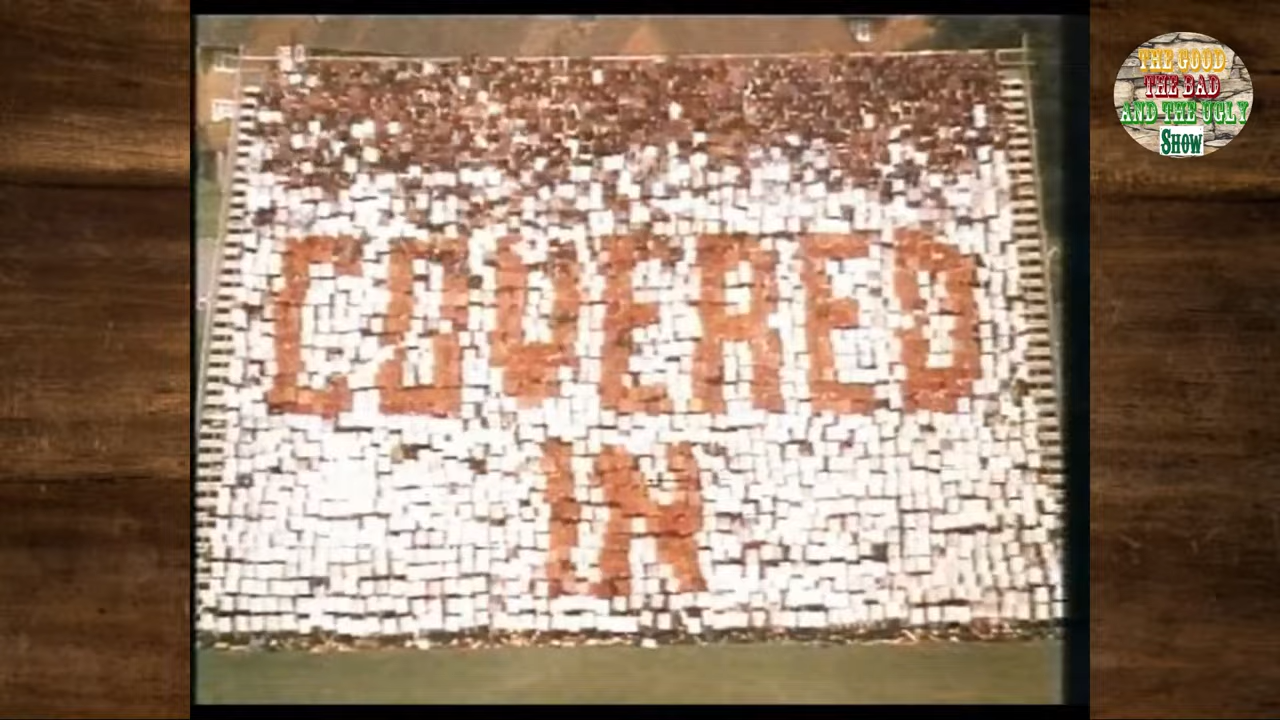 COVERED
IN
THE GOOD
THE BAD
AND THE UGLY
Show